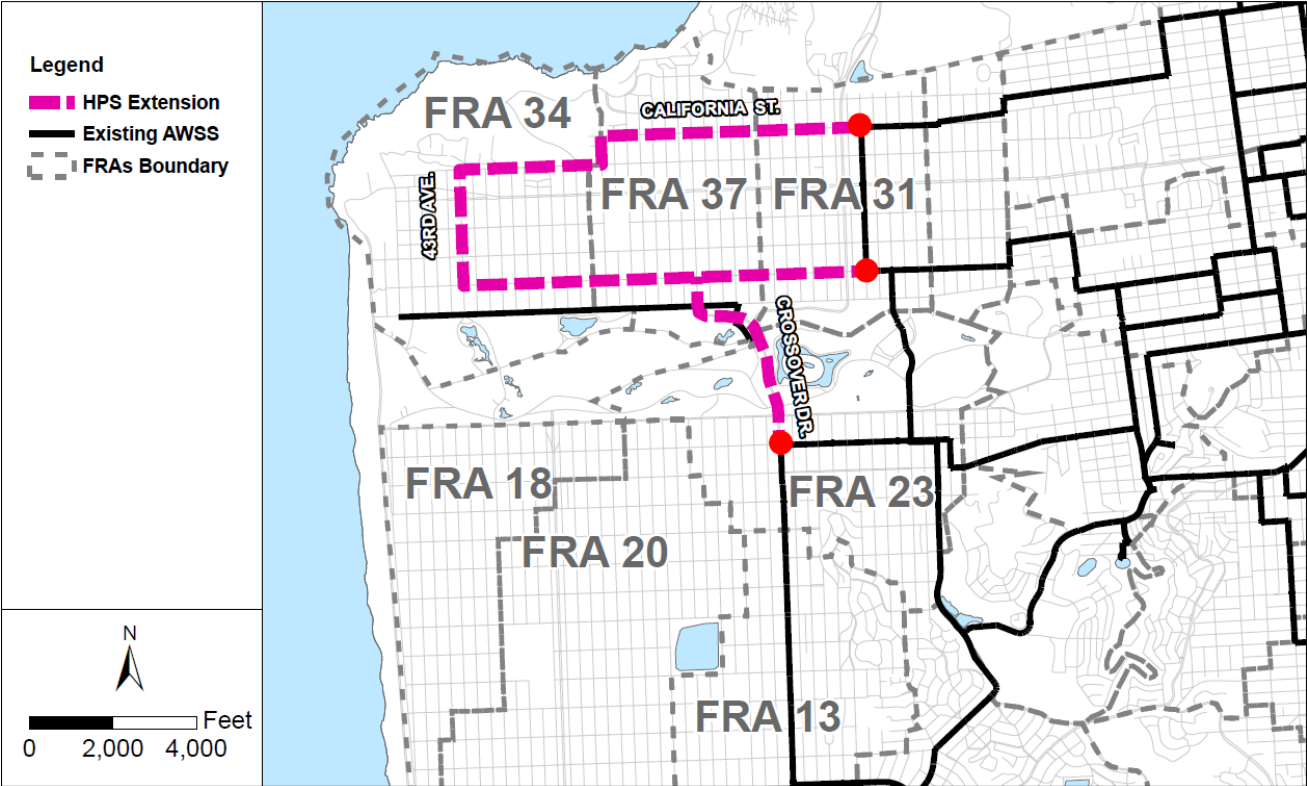 Legend
HPS Extension
Existing AWSS
FRAs Boundary
N
Feet
0 2,000 4,000
FRA 34
CALIFORNIA ST.
43RD AVE.
FRA 37
FRA 31
CROSSOVER DR.
FRA 18
FRA 23
FRA 20
FRA 13